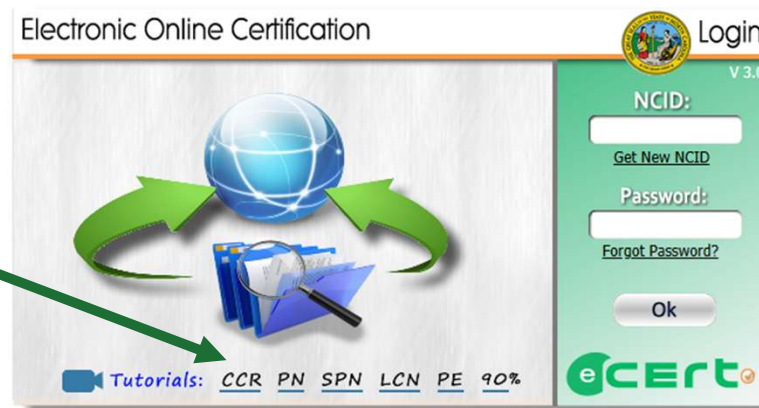 Electronic Online Certification
Login
V 3.0
NCID:
Get New NCID
Password:
Forgot Password?
Ok
Tutorials: CCR PN SPN LCN PE 90%
eCERT